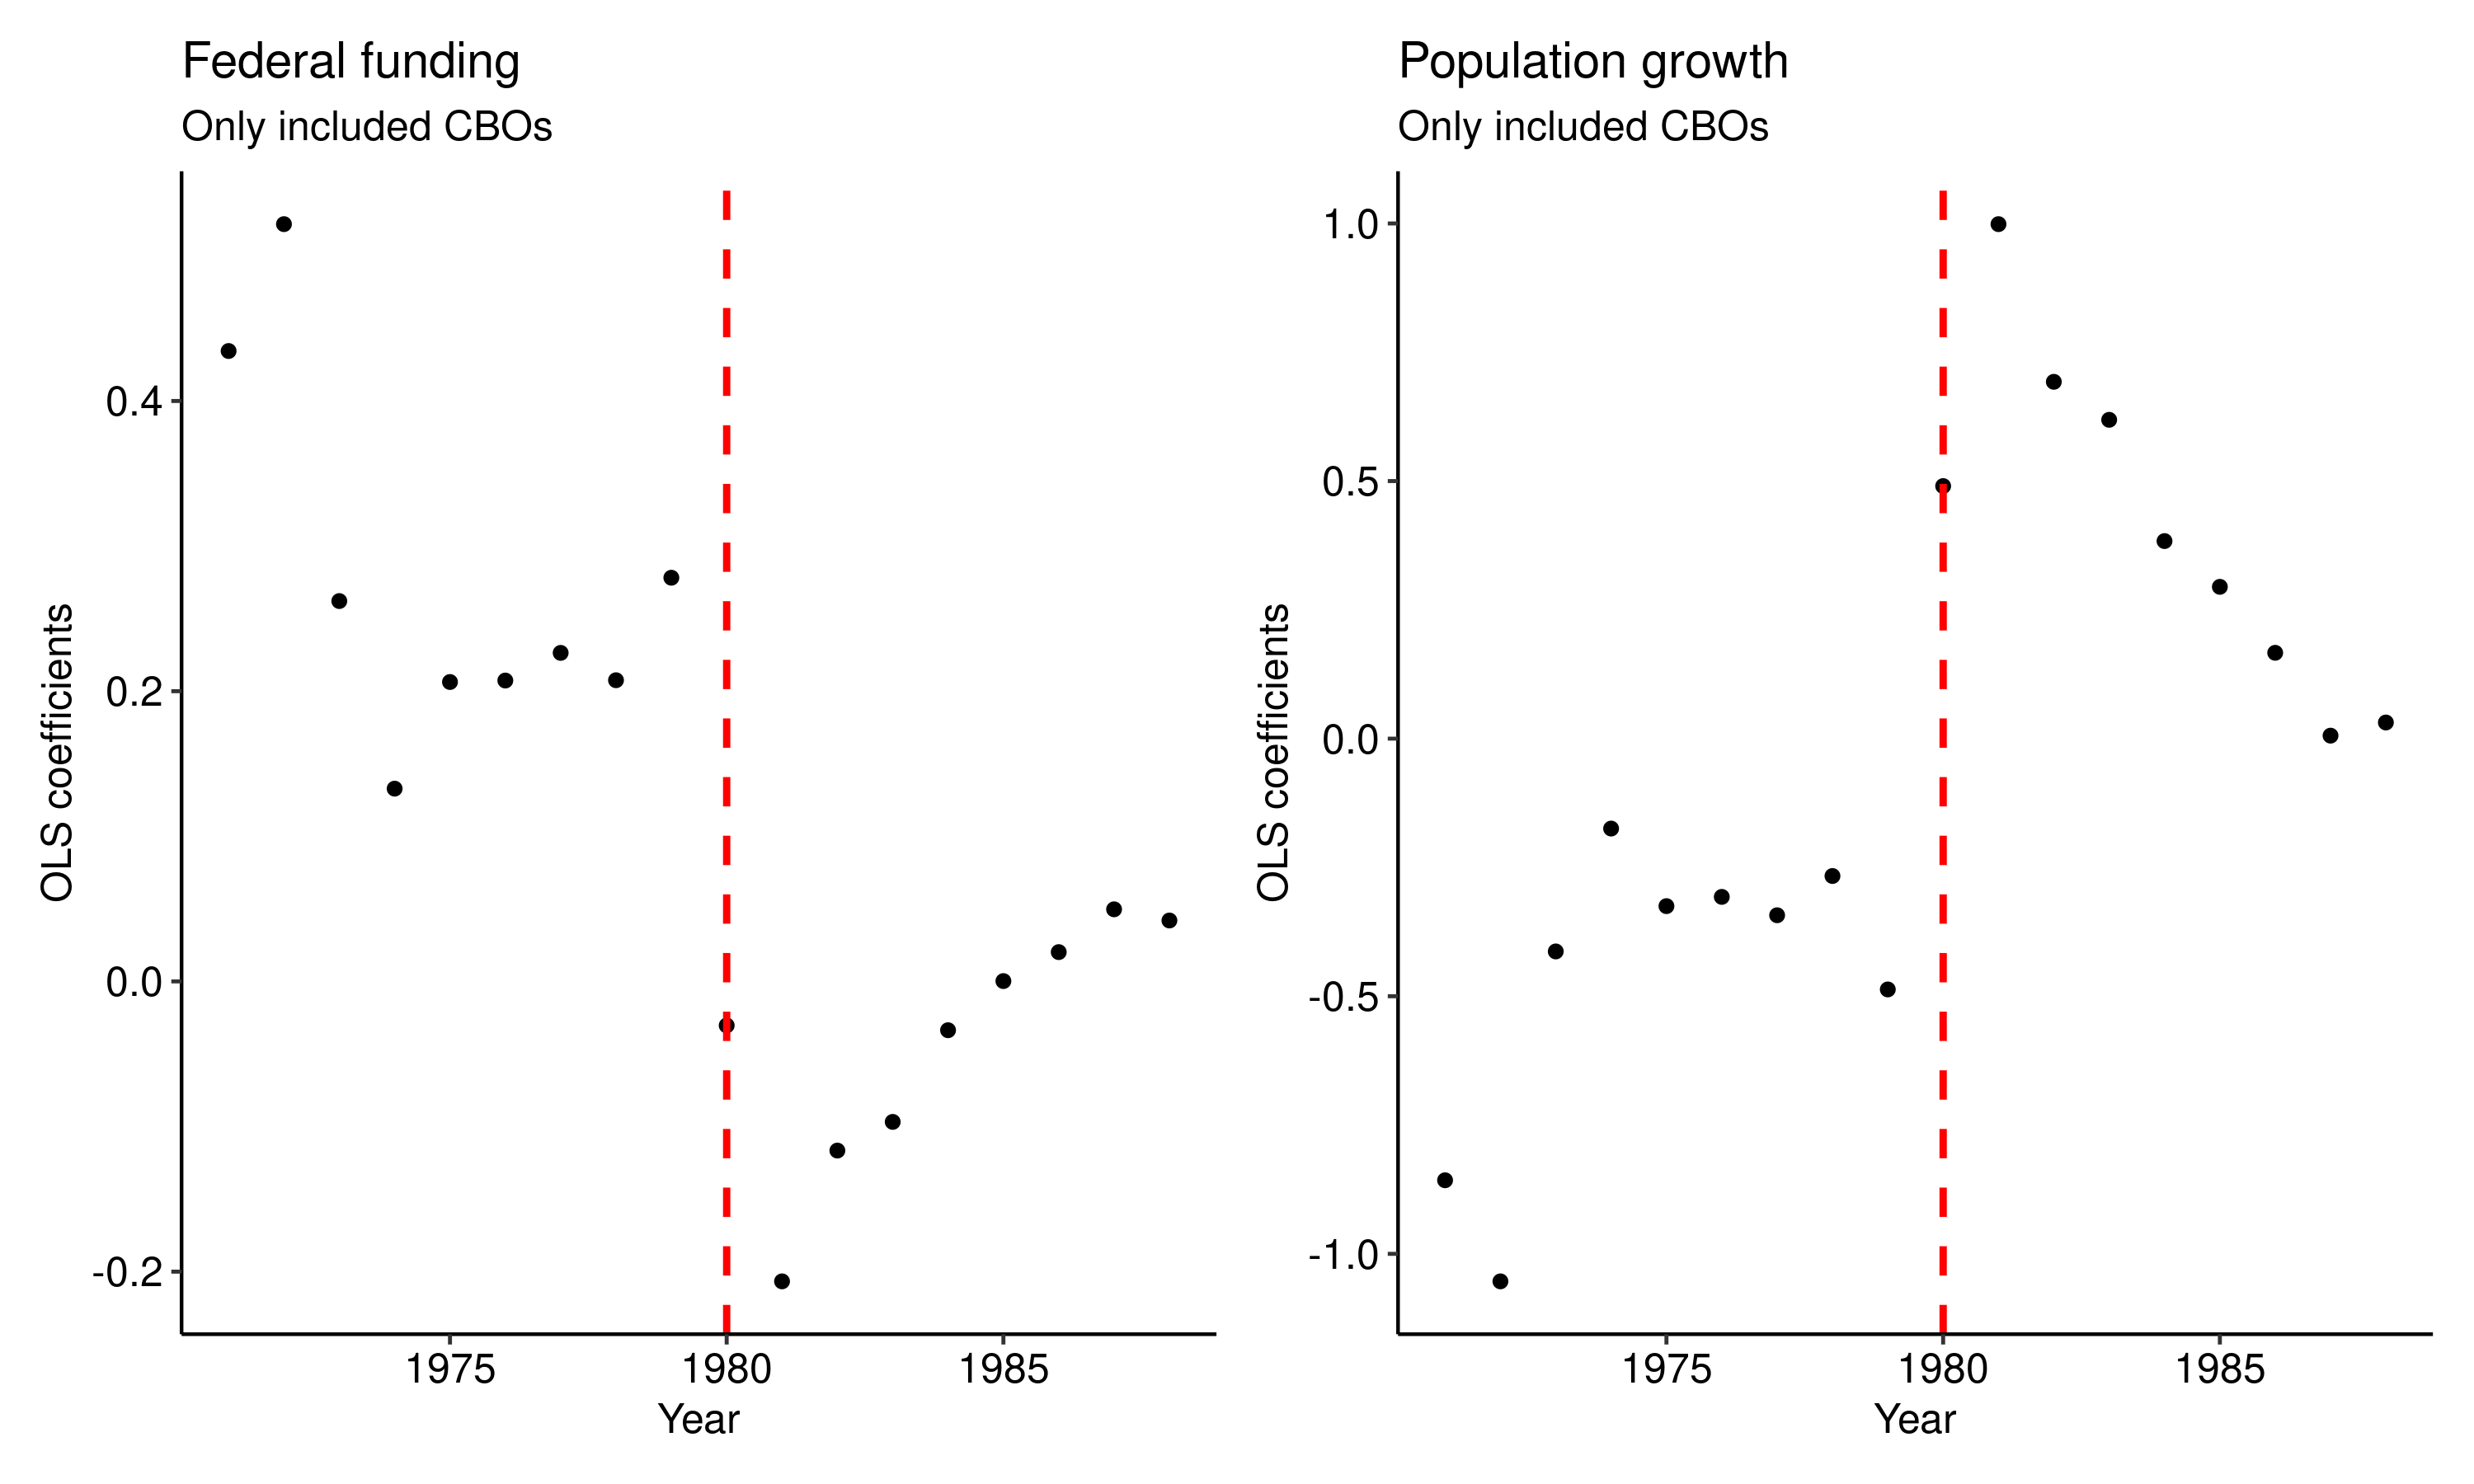 Federal funding
Only included CBOs
OLS coefficients
0.4
0.2
0.0
-0.2
1975 1980 1985
Year
Population growth
Only included CBOs
OLS coefficients
1.0
0.5
0.0
-0.5
-1.0
1975 1980 1985
Year